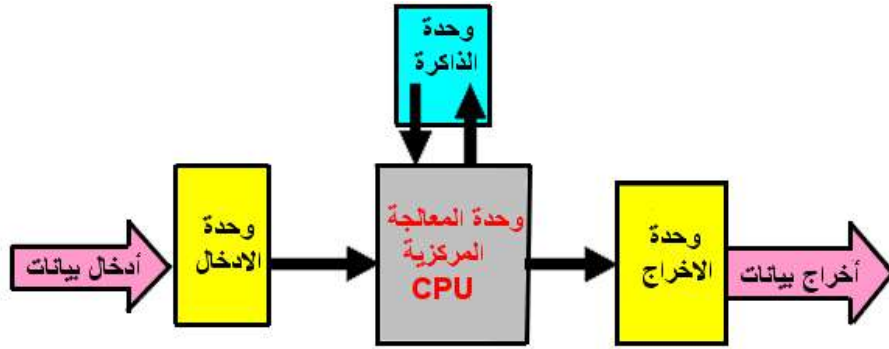 وحدة
الذاكرة
أدخال بيانات
وحدة
الادخال
وحدة المعالجة
المركزية
CPU
وحدة
الاخراج
أخراج بيانات